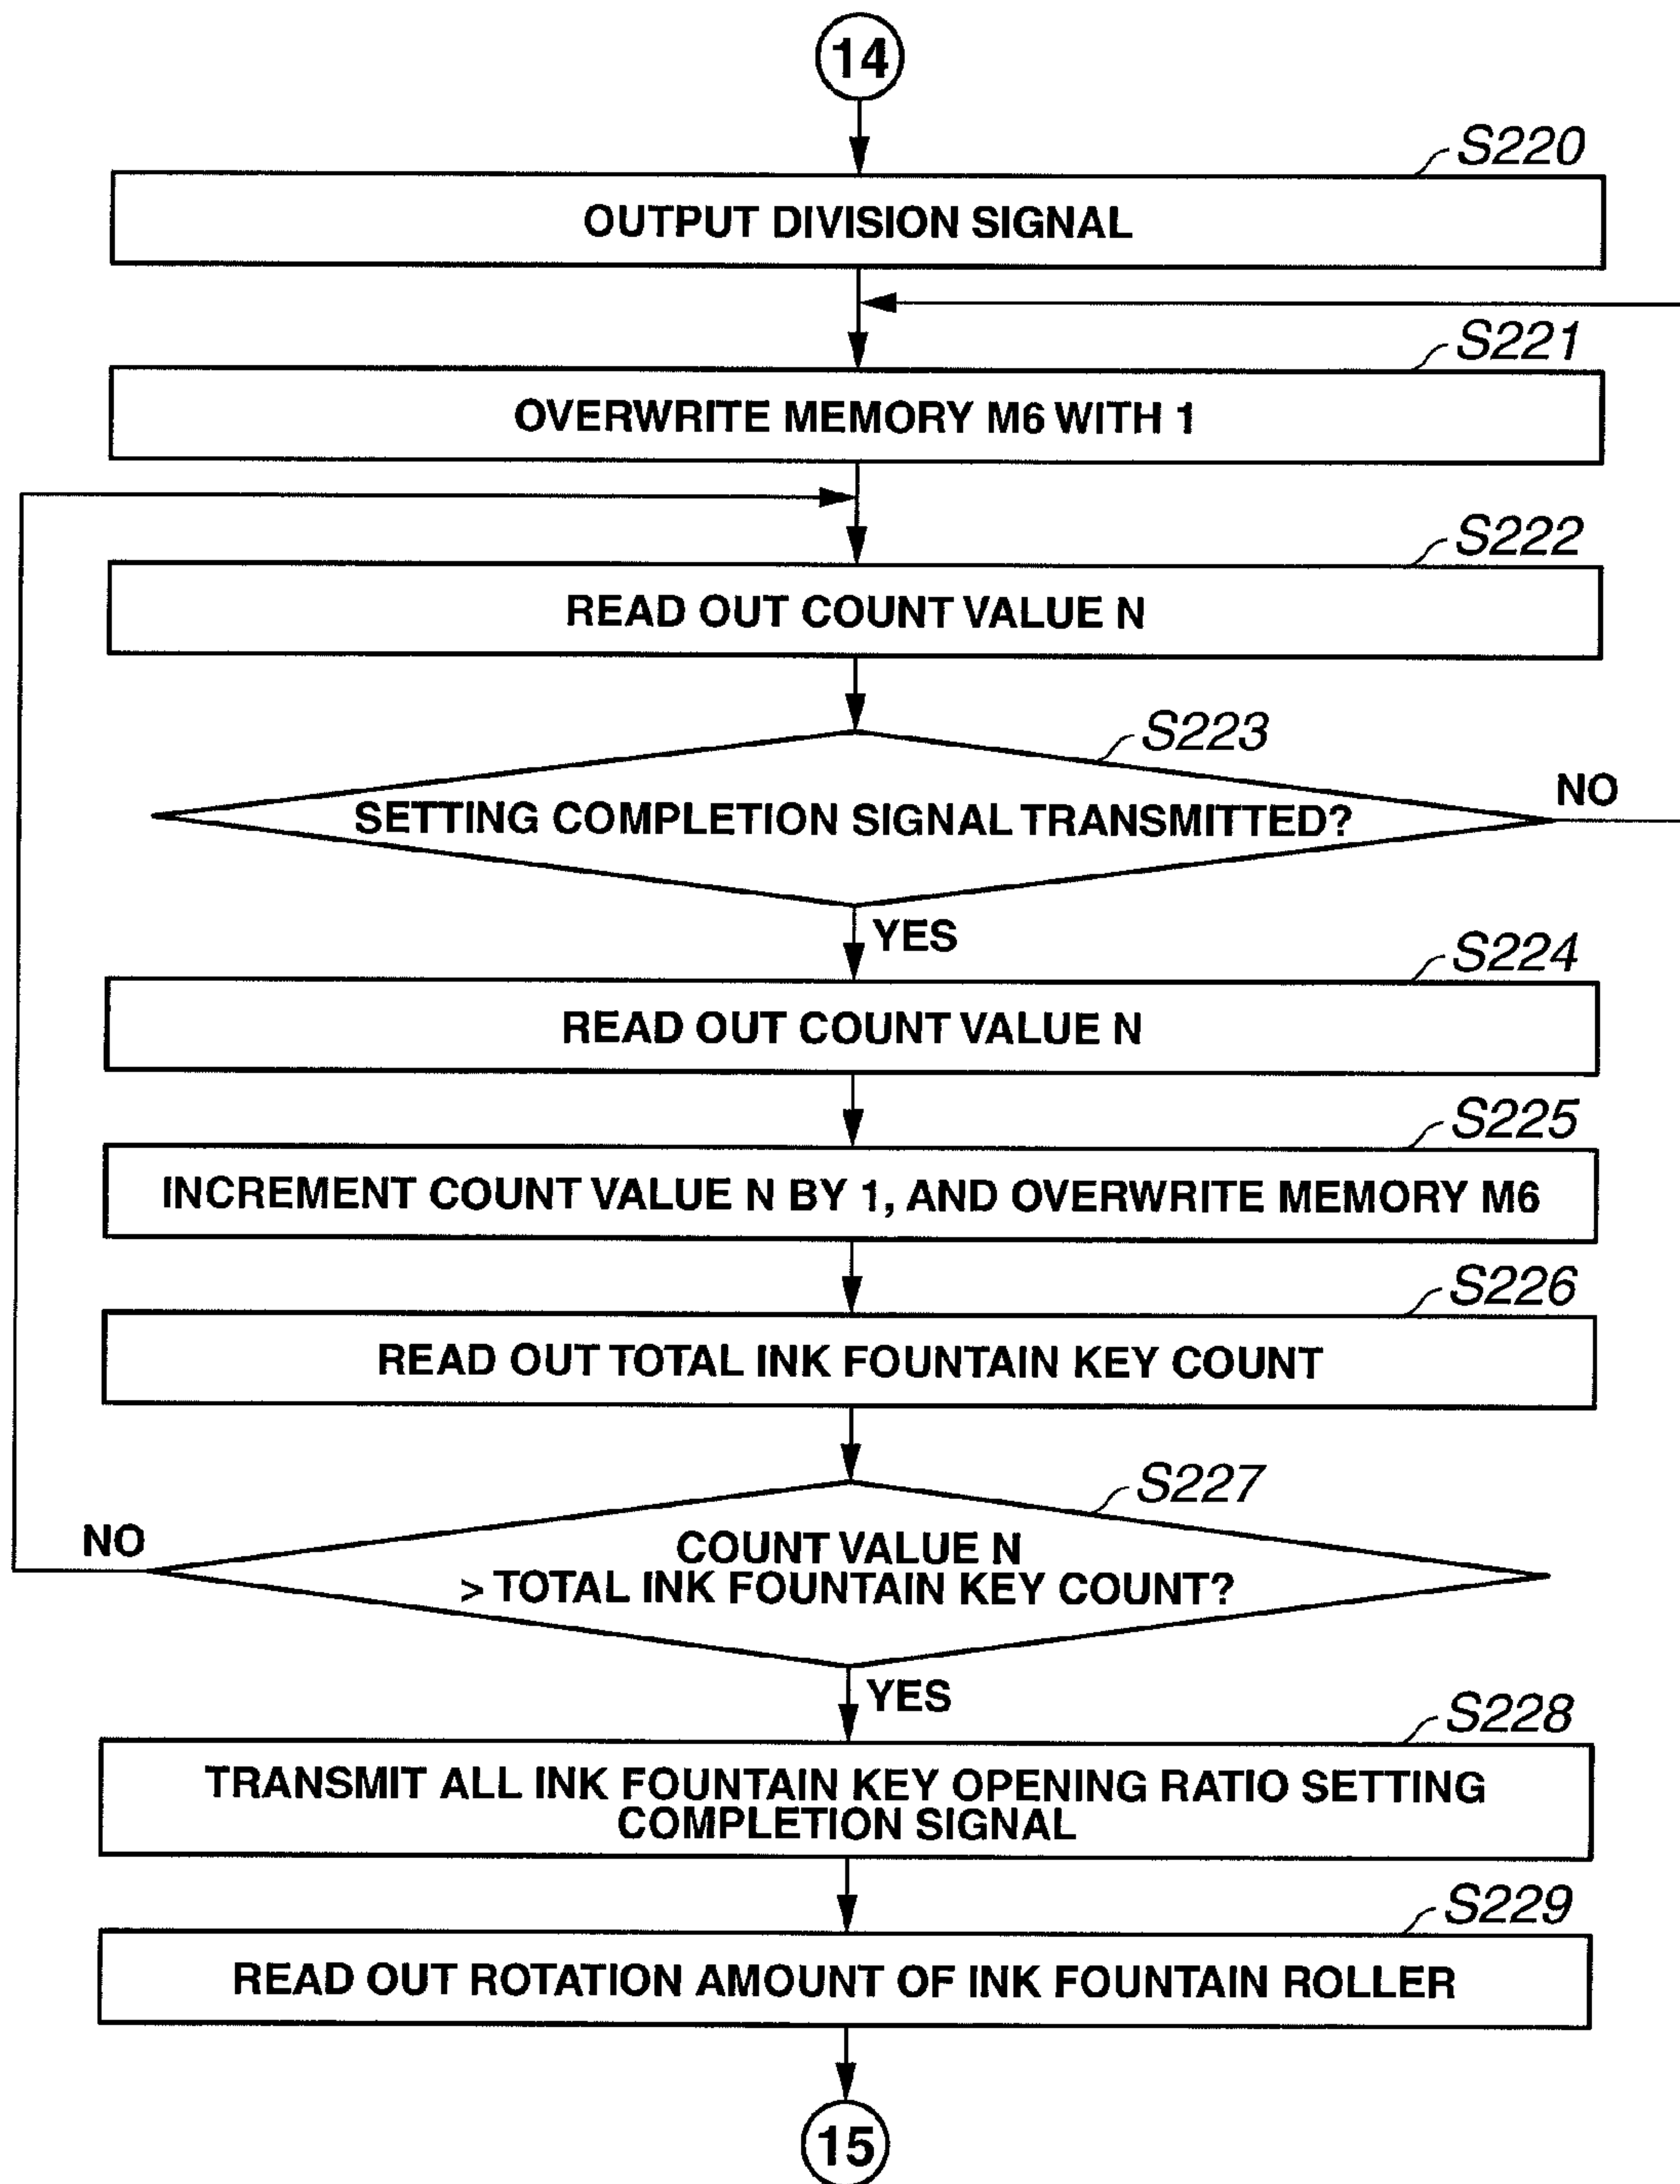 14
S220
OUTPUT DIVISION SIGNAL
S221
OVERWRITE MEMORY M6 WITH 1
S222
READ OUT COUNT VALUE N
S223
SETTING COMPLETION SIGNAL TRANSMITTED?
NO
YES
S224
READ OUT COUNT VALUE N
S225
INCREMENT COUNT VALUE N BY 1, AND OVERWRITE MEMORY M6
S226
READ OUT TOTAL INK FOUNTAIN KEY COUNT
S227
NO
COUNT VALUE N
> TOTAL INK FOUNTAIN KEY COUNT?
YES
S228
TRANSMIT ALL INK FOUNTAIN KEY OPENING RATIO SETTING
COMPLETION SIGNAL
S229
READ OUT ROTATION AMOUNT OF INK FOUNTAIN ROLLER
15